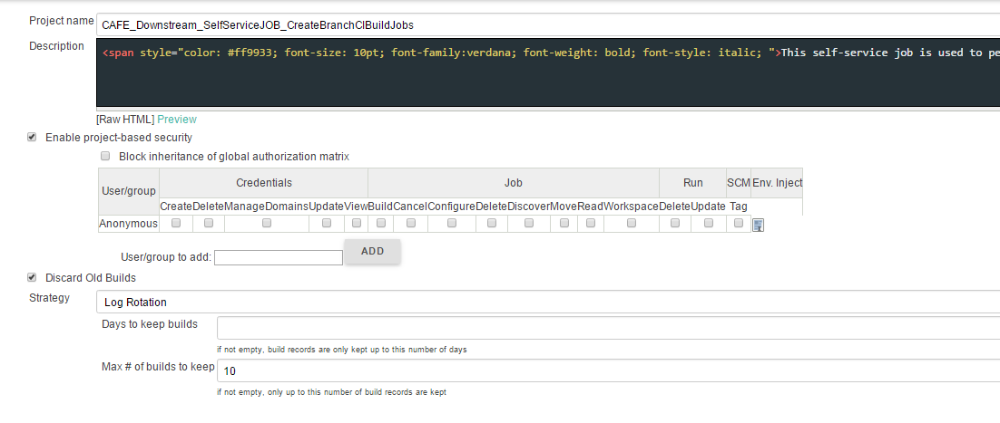 Project name CAFE_Downstream_SelfServiceJOB_CreateBranchCIBuildJobs
Description
<span style="color: #ff9933; font-size: 10pt; font-family:verdana; font-weight: bold; font-style: italic; ">This self-service job is used to pe
[Raw HTML] Preview
Enable project-based security
Block inheritance of global authorization matrix
User/group Credentials Job Run SCM Env. Inject
Create Delete ManageDomains Update View Build Cancel Configure Delete Discover Move Read Workspace Delete Update Tag
Anonymous
User/group to add: ADD
Discard Old Builds
Strategy Log Rotation
Days to keep builds
if not empty, build records are only kept up to this number of days
Max # of builds to keep 10
if not empty, only up to this number of build records are kept